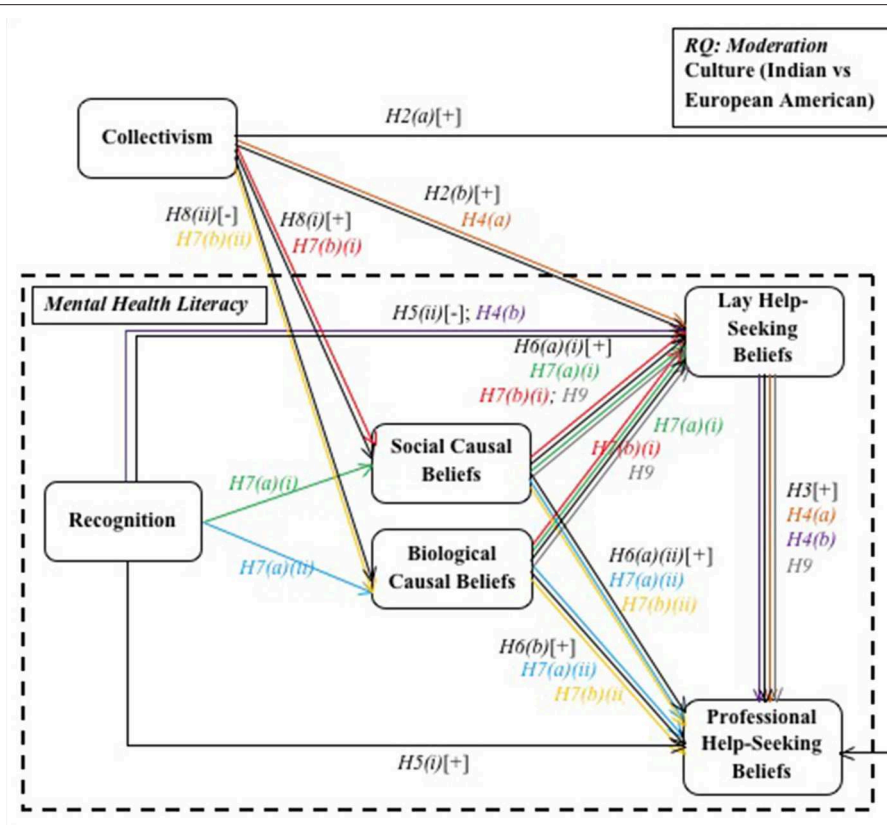 RQ: Moderation
Culture (Indian vs
European American)
Collectivism
H2(a)[+]
H2(b)[+]
H4(a)
H8(ii)[-]
H7(b)(ii)
H8(i)[+]
H7(b)(i)
Mental Health Literacy
H5(ii)[-]; H4(b)
Lay Help-
Seeking
Beliefs
H6(a)(i)[+]
H7(a)(i)
H7(b)(i); H9
H7(a)(i)
H7(b)(i)
H9
Social Causal
Beliefs
H7(a)(i)
Recognition
H7(a)(ii)
Biological
Causal Beliefs
H3[+]
H4(a)
H4(b)
H9
H6(a)(ii)[+]
H7(a)(ii)
H7(b)(ii)
H6(b)[+]
H7(a)(ii)
H7(b)(ii
H5(i)[+]
Professional
Help-Seeking
Beliefs